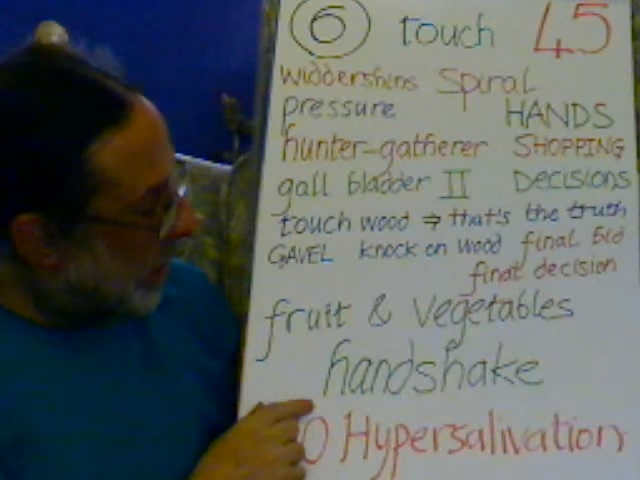 6 touch 45
widdershins Spiral
pressure HANDS
hunter-gatherer SHOPPING
gall bladder II DECISIONS
touch wood ⇒ that's the truth
GAVEL knock on wood final bid
final decision
fruit & vegetables
handshake
0 Hypersalivation